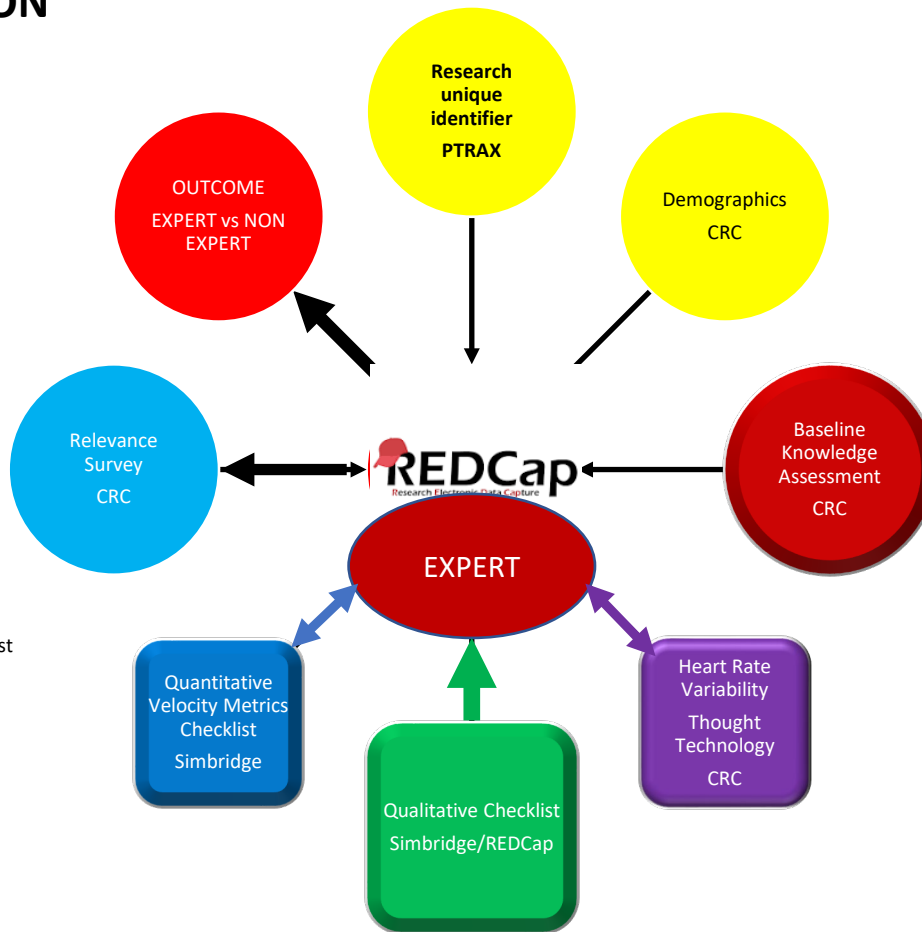 ON
Research
unique
identifier
PTRAX
OUTCOME
EXPERT vs NON
EXPERT
Demographics
CRC
Relevance
Survey
CRC
REDCap
Research Electronic Data Capture
Baseline
Knowledge
Assessment
CRC
EXPERT
st
Quantitative
Velocity Metrics
Checklist
Simbridge
Heart Rate
Variability
Thought
Technology
CRC
Qualitative Checklist
Simbridge/REDCap